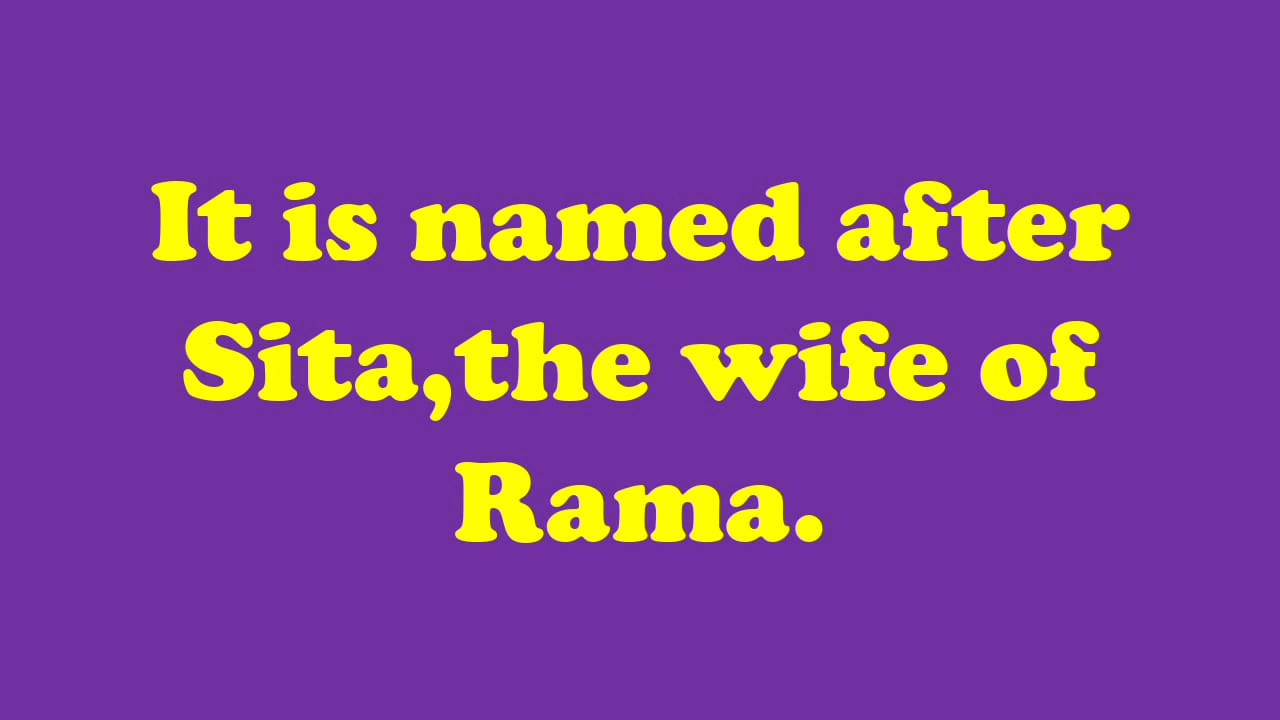 It is named after
Sita,the wife of
Rama.